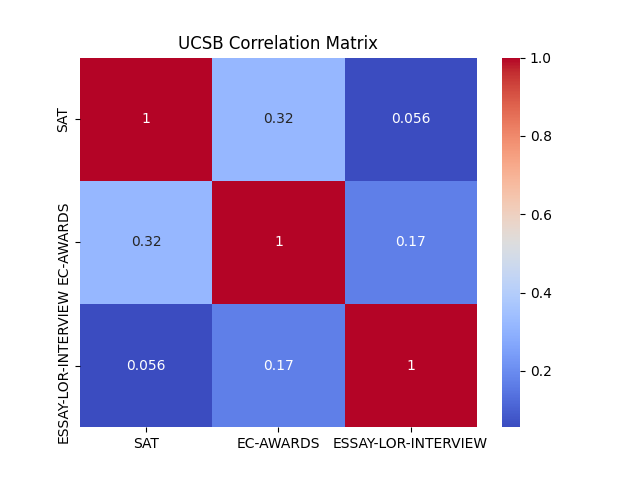 UCSB Correlation Matrix
SAT
1
0.32
0.056
EC-AWARDS
0.32
1
0.17
ESSAY-LOR-INTERVIEW
0.056
0.17
1
SAT
EC-AWARDS
ESSAY-LOR-INTERVIEW
1.0
0.8
0.6
0.4
0.2